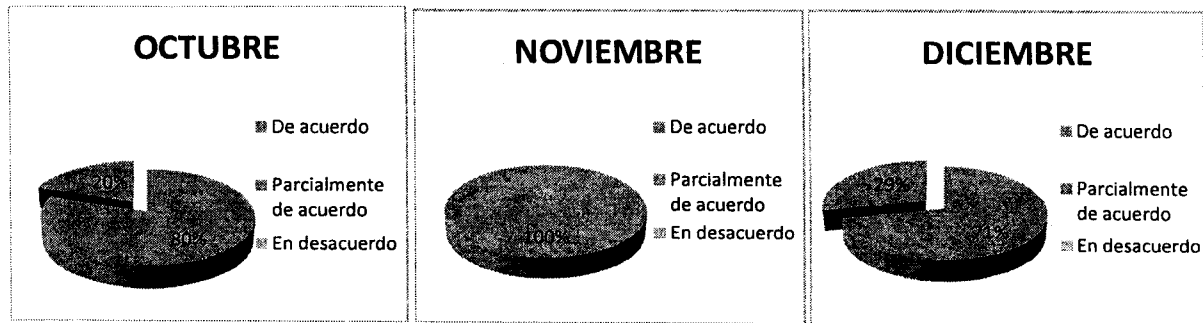 OCTUBRE
De acuerdo
Parcialmente
de acuerdo
En desacuerdo
20%
80%
NOVIEMBRE
De acuerdo
Parcialmente
de acuerdo
En desacuerdo
100%
DICIEMBRE
De acuerdo
Parcialmente
de acuerdo
En desacuerdo
29%
71%